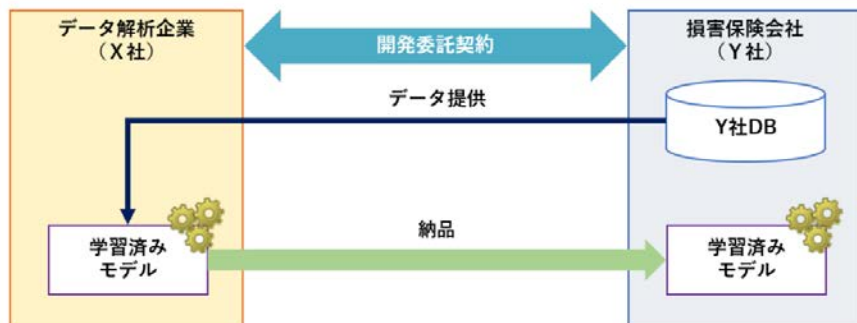 データ解析企業
（X社）
開発委託契約
損害保険会社
（Y社）
データ提供
Y社DB
学習済み
モデル
納品
学習済み
モデル